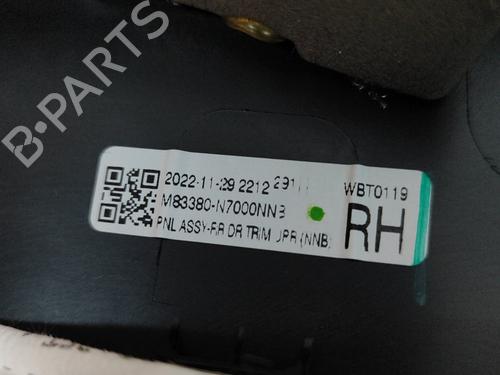 B-PARTS
2022-11-29 2212
WBT0119
M83380-N7000NNB
RH
PNL ASSY-RR DR TRIM UPR (NNB)